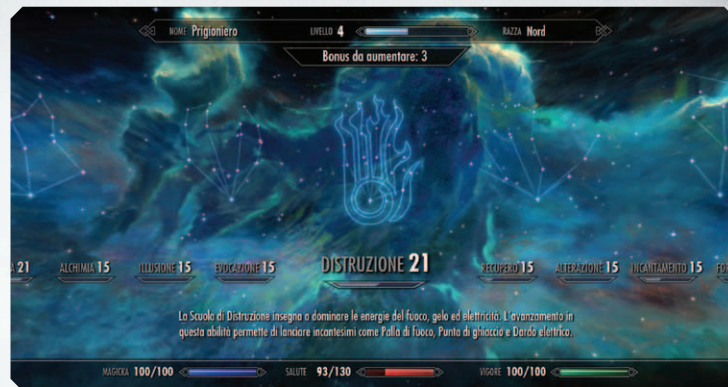 NOME Prigioniero LIVELLO 4 RAZZA Nord
Bonus da aumentare: 3
21 ALCHIMIA 15 ILLUSIONE 15 EVOCAZIONE 15 DISTRUZIONE 21 RECUPERO 15 ALTERAZIONE 15 INCANTAMENTO 15
La Scuola di Distruzione insegna a dominare le energie del fuoco, gelo ed elettricità. L'avanzamento in
questa abilità permette di lanciare incantesimi come Palla di fuoco, Punta di ghiaccio e Dardo elettrico.
MAGICKA 100/100 SALUTE 93/130 VIGORE 100/100